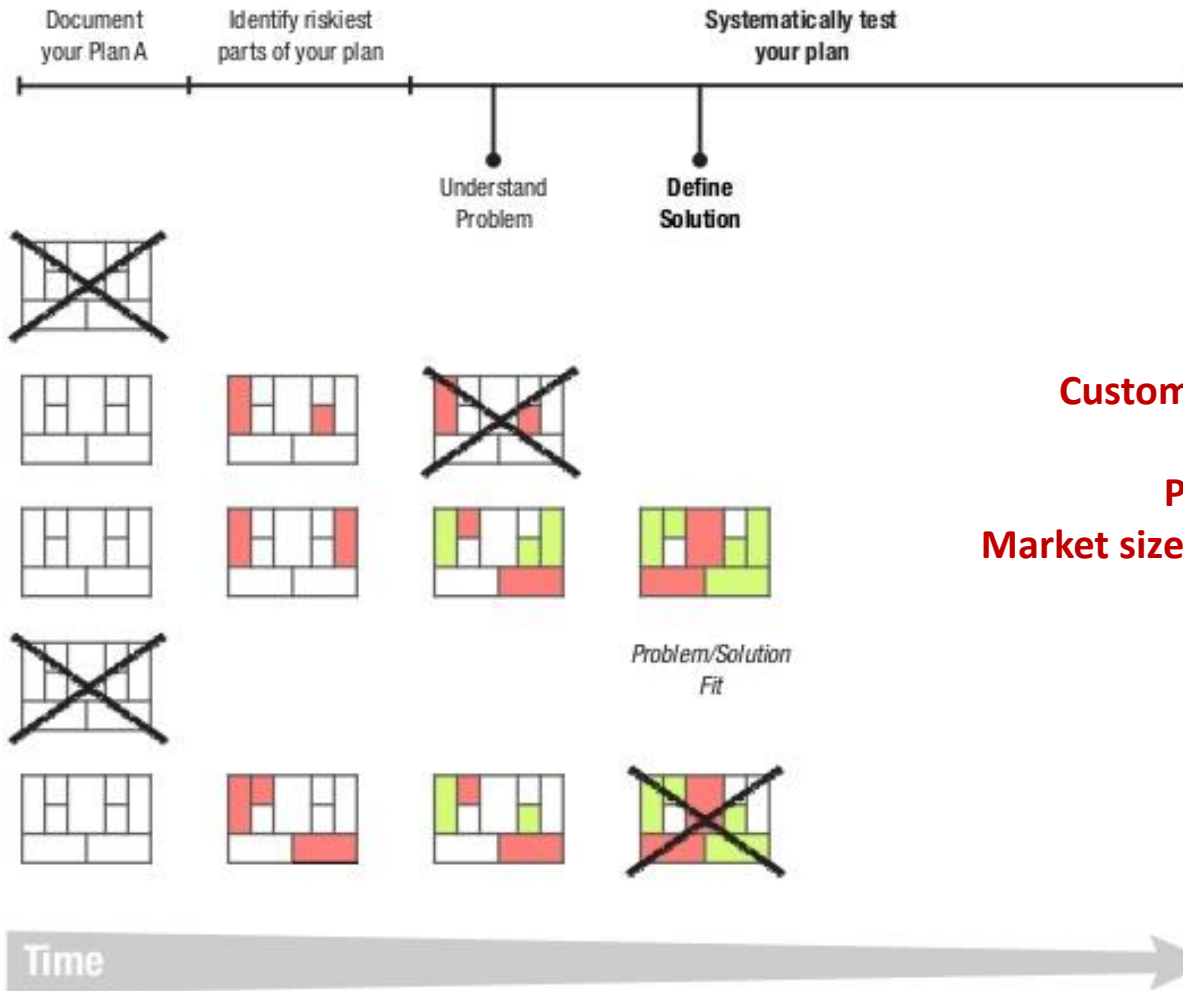 Document
your Plan A
Identify riskiest
parts of your plan
Systematically test
your plan
Understand
Problem
Define
Solution
Custom
P
Market size
Problem/Solution
Fit
Time